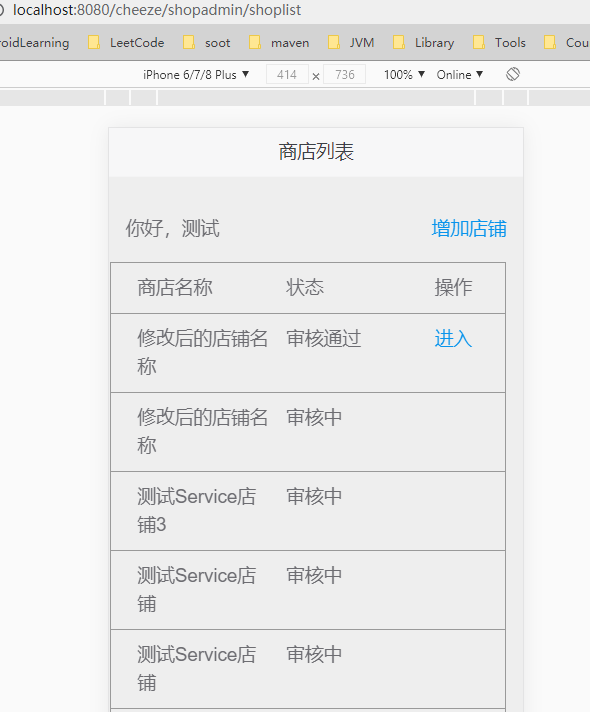 localhost:8080/cheeze/shopadmin/shoplist
roidLearning LeetCode soot maven JVM Library Tools Cou
iPhone 6/7/8 Plus ▼ 414 × 736 100% ▼ Online ▼
商店列表
你好，测试 增加店铺
商店名称 状态 操作
修改后的店铺名 审核通过 进入
称
修改后的店铺名 审核中
称
测试Service店 审核中
铺3
测试Service店 审核中
铺
测试Service店 审核中
铺